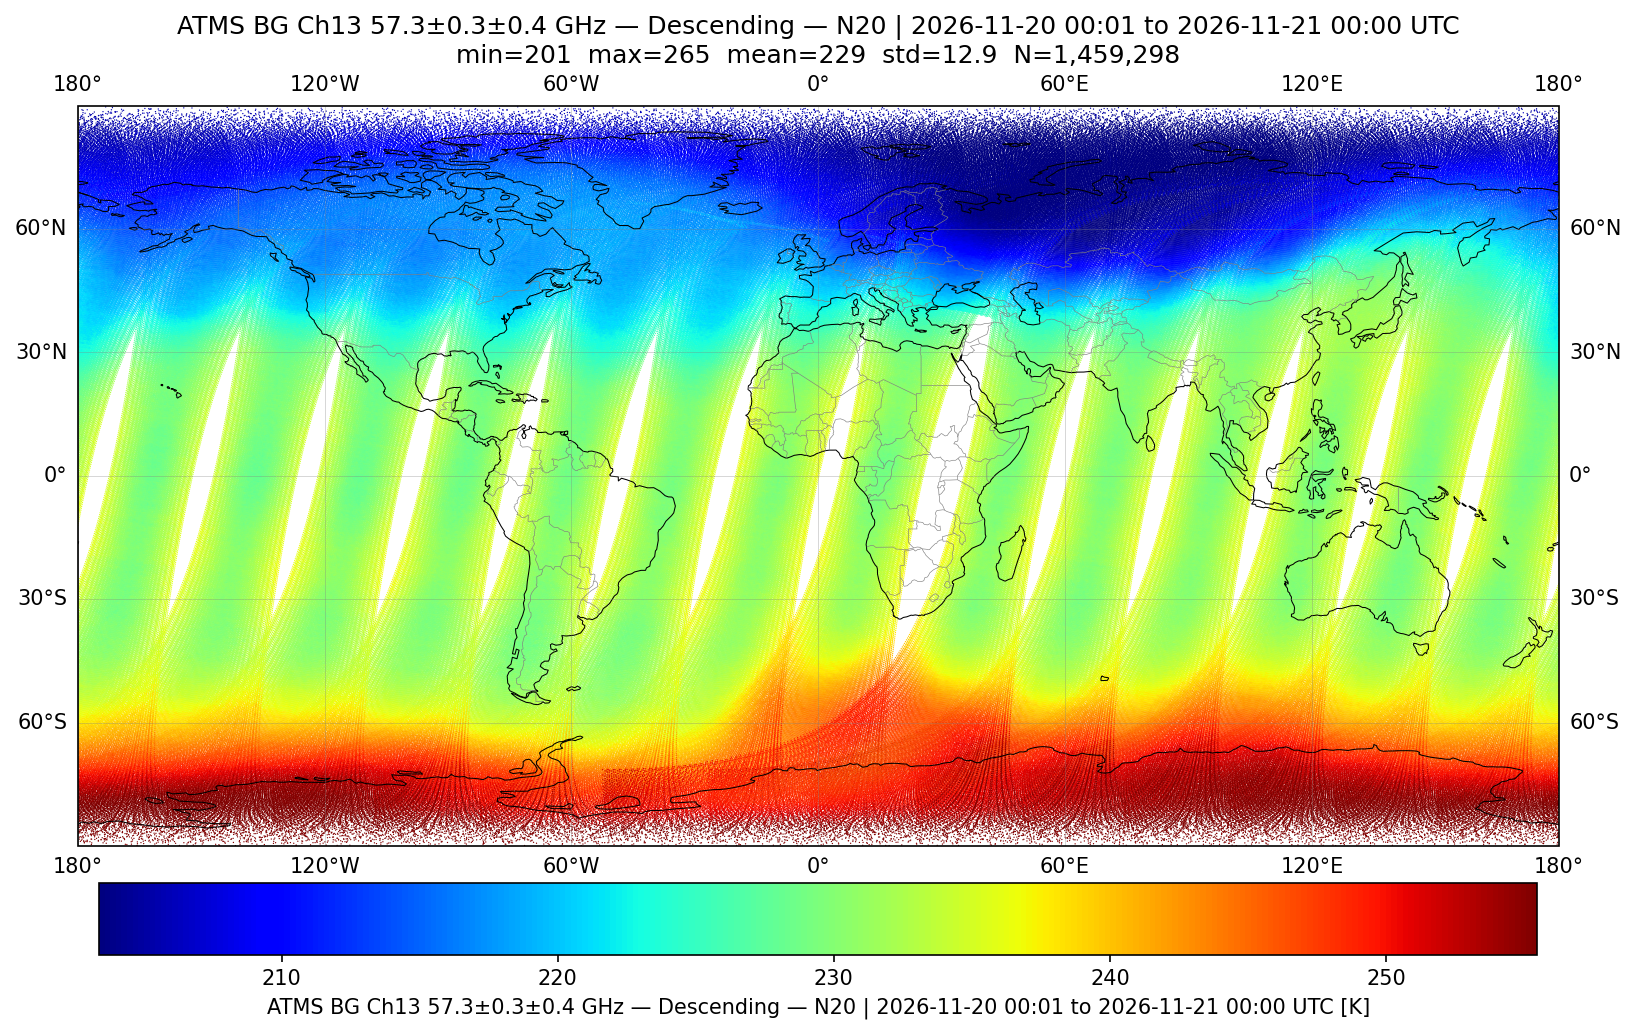 ATMS BG Ch13 57.3±0.3±0.4 GHz — Descending — N20 | 2026-11-20 00:01 to 2026-11-21 00:00 UTC
min=201  max=265  mean=229  std=12.9  N=1,459,298
180° 120°W 60°W 0° 60°E 120°E 180°
60°N 60°N
30°N 30°N
0° 0°
30°S 30°S
60°S 60°S
180° 120°W 60°W 0° 60°E 120°E 180°
210 220 230 240 250
ATMS BG Ch13 57.3±0.3±0.4 GHz — Descending — N20 | 2026-11-20 00:01 to 2026-11-21 00:00 UTC [K]